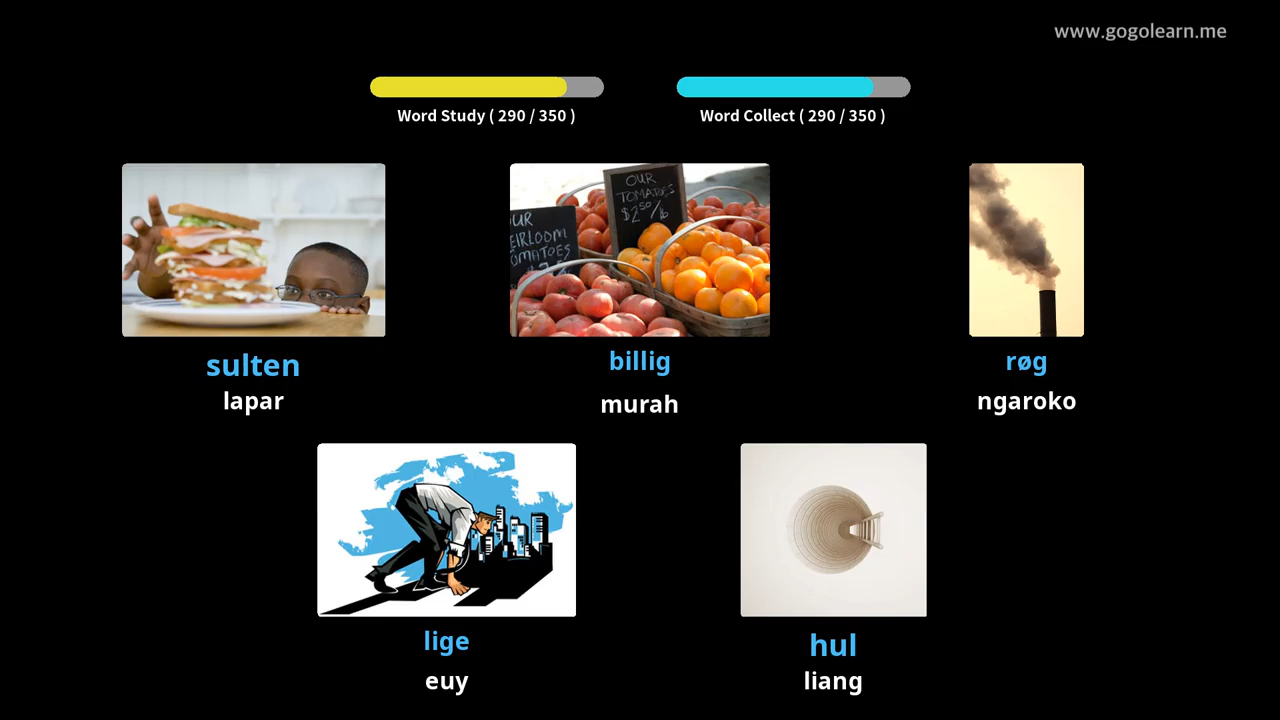 www.gogolearn.me
Word Study ( 290 / 350 )
Word Collect ( 290 / 350 )
OUR
TOMATOES
$2.50/lb
UR
EIRLOOM
OMATOES
sulten
billig
røg
lapar
murah
ngaroko
lige
hul
euy
liang